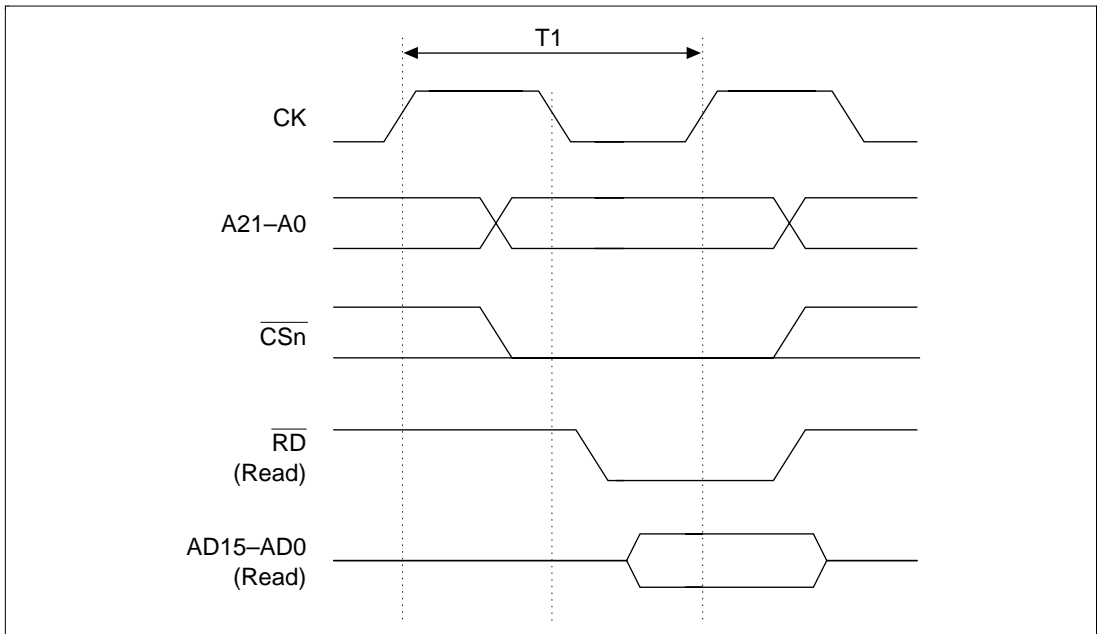 T1
CK
A21–A0
CSn
RD
(Read)
AD15–AD0
(Read)